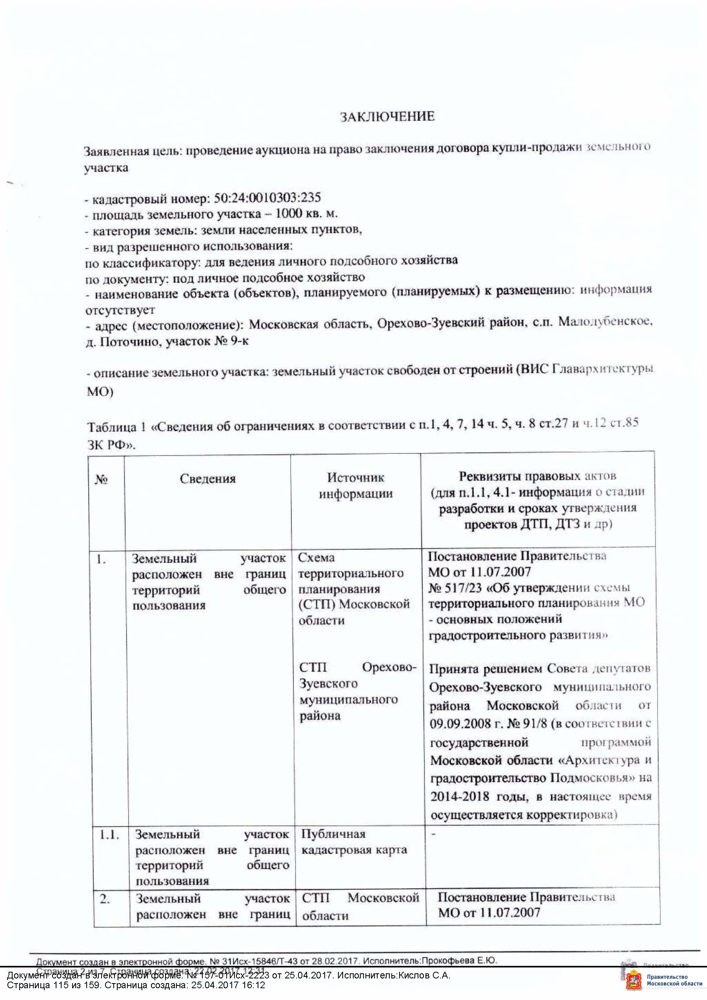 ЗАКЛЮЧЕНИЕ
Заявленная цель: проведение аукциона на право заключения договора купли-продажи земельного
участка
- кадастровый номер: 50:24:0010303:235
- площадь земельного участка – 1000 кв. м.
- категория земель: земли населенных пунктов,
- вид разрешенного использования:
по классификатору: для ведения личного подсобного хозяйства
по документу: под личное подсобное хозяйство
- наименование объекта (объектов), планируемого (планируемых) к размещению: информация
отсутствует
- адрес (местоположение): Московская область, Орехово-Зуевский район, с.п. Малодубенское,
д. Поточино, участок № 9-к
- описание земельного участка: земельный участок свободен от строений (ВИС Главархитектуры
МО)
Таблица 1 «Сведения об ограничениях в соответствии с п.1, 4, 7, 14 ч. 5, ч. 8 ст.27 и ч.12 ст.85
ЗК РФ».
№
Сведения
Источник
информации
Реквизиты правовых актов
(для п.1.1, 4.1- информация о стадии
разработки и сроках утверждения
проектов ДТП, ДТЗ и др)
1.
Земельный участок
расположен вне границ
территорий общего
пользования
Схема
территориального
планирования
(СТП) Московской
области
СТП Орехово-
Зуевского
муниципального
района
Постановление Правительства
МО от 11.07.2007
№ 517/23 «Об утверждении схемы
территориального планирования МО
- основных положений
градостроительного развития»
Принята решением Совета депутатов
Орехово-Зуевского муниципального
района Московской области от
09.09.2008 г. № 91/8 (в соответствии с
государственной программой
Московской области «Архитектура и
градостроительство Подмосковья» на
2014-2018 годы, в настоящее время
осуществляется корректировка)
1.1.
Земельный участок
расположен вне границ
территорий общего
пользования
Публичная
кадастровая карта
-
2.
Земельный участок
расположен вне границ
СТП Московской
области
Постановление Правительства
МО от 11.07.2007
Документ создан в электронной форме. № 31Исх-15846/Т-43 от 28.02.2017. Исполнитель:Прокофьева Е.Ю.
Страница 2 из 7. Страница создана: 22.02.2017 12:31
Документ создан в электронной форме. № 157-01Исх-2223 от 25.04.2017. Исполнитель:Кислов С.А.
Страница 115 из 159. Страница создана: 25.04.2017 16:12
Правительство
Московской области